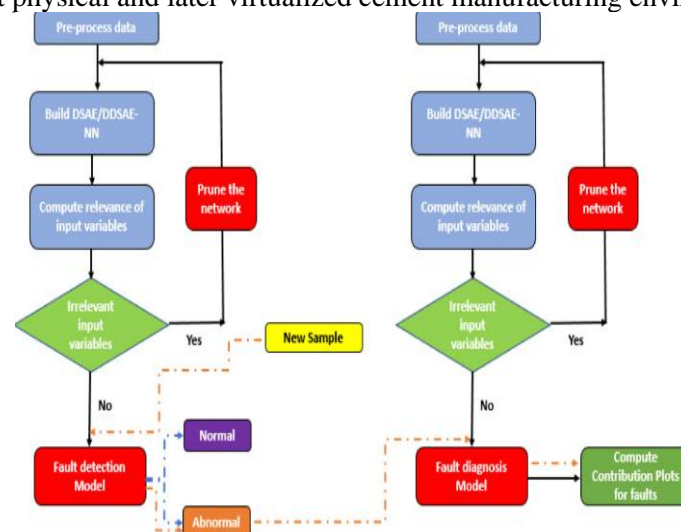 t physical and later virtualized cement manufacturing envir
Pre-process data
Build DSAE/DDSAE-
NN
Compute relevance of
input variables
Prune the
network
Irrelevant
input
variables
Yes
No
New Sample
Fault detection
Model
Normal
Abnormal
Pre-process data
Build DSAE/DDSAE-
NN
Compute relevance of
input variables
Prune the
network
Irrelevant
input
variables
Yes
No
Fault diagnosis
Model
Compute
Contribution Plots
for faults